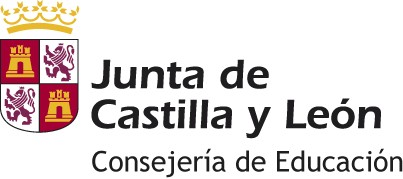 Junta de
Castilla y León
Consejería de Educación